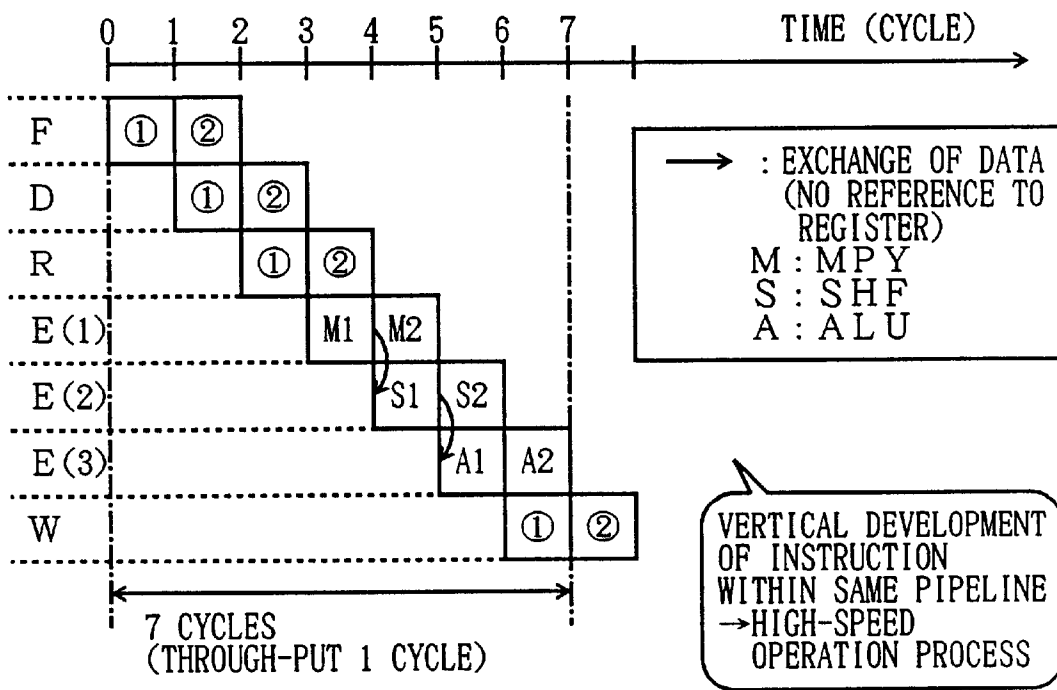 0 1 2 3 4 5 6 7 TIME (CYCLE)
F ① ②
D ① ②
R ① ②
E(1) M1 M2
E(2) S1 S2
E(3) A1 A2
W ① ②
7 CYCLES
(THROUGH-PUT 1 CYCLE)
→ : EXCHANGE OF DATA
(NO REFERENCE TO
REGISTER)
M : MPY
S : SHF
A : ALU
VERTICAL DEVELOPMENT
OF INSTRUCTION
WITHIN SAME PIPELINE
→HIGH-SPEED
OPERATION PROCESS